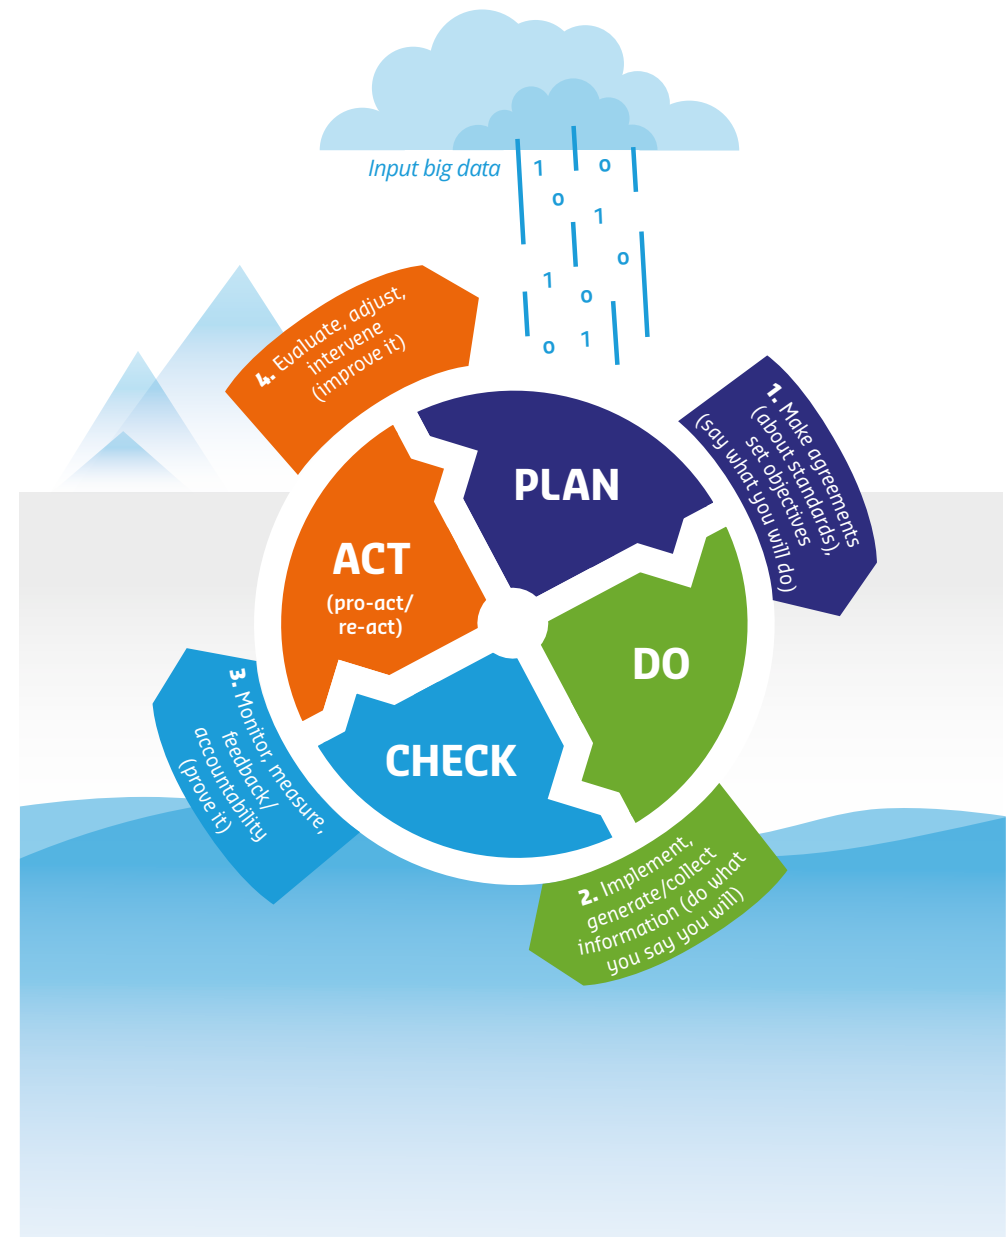 Input big data
1 0
0
1
0
1
0
1
0
PLAN
1. Make agreements
(about standards),
set objectives
(say what you will do)
DO
2. Implement,
generate/collect
information (do what
you say you will)
CHECK
3. Monitor, measure,
feedback/
accountability
(prove it)
ACT
(pro-act/
re-act)
4. Evaluate, adjust,
intervene
(improve it)